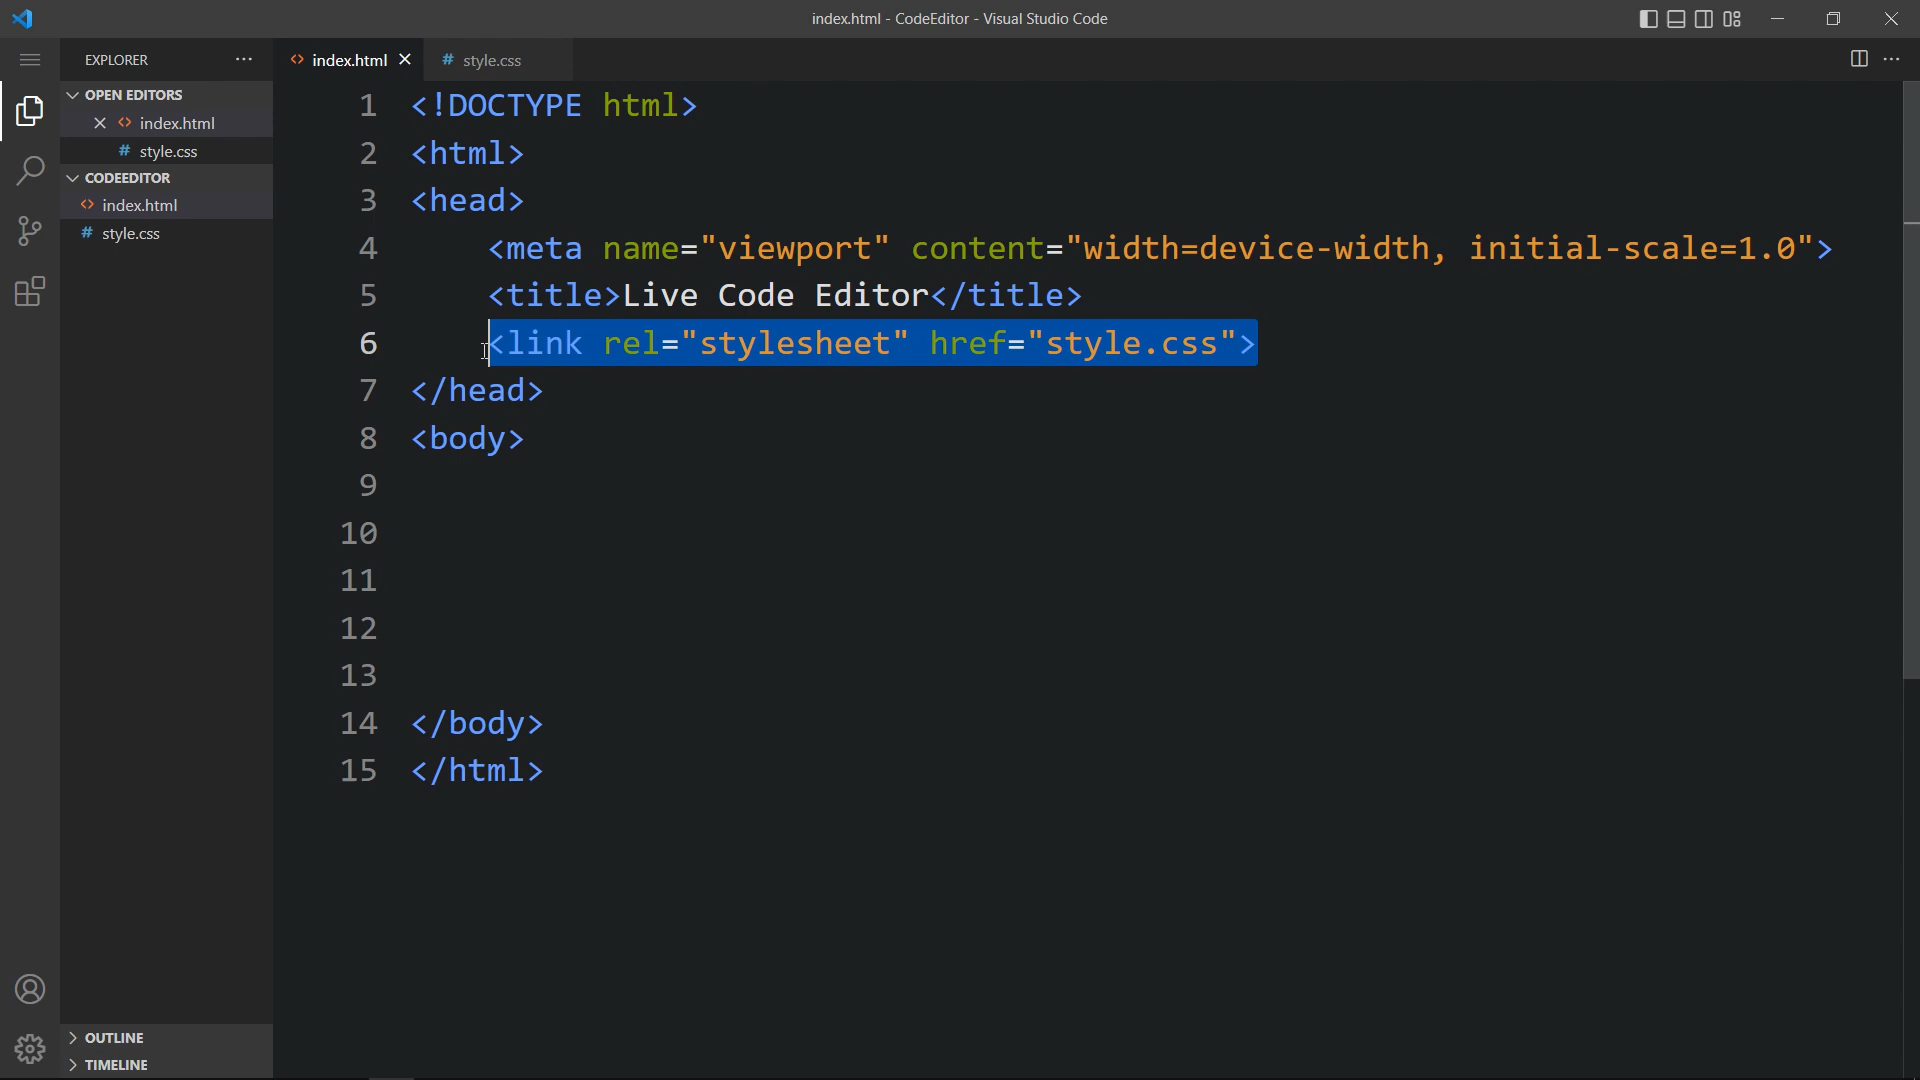 index.html - CodeEditor - Visual Studio Code
EXPLORER
index.html
# style.css
OPEN EDITORS
index.html
# style.css
CODEEDITOR
index.html
# style.css
1 <!DOCTYPE html>
2 <html>
3 <head>
4 <meta name="viewport" content="width=device-width, initial-scale=1.0">
5 <title>Live Code Editor</title>
6 <link rel="stylesheet" href="style.css">
7 </head>
8 <body>
9
10
11
12
13
14 </body>
15 </html>
OUTLINE
TIMELINE